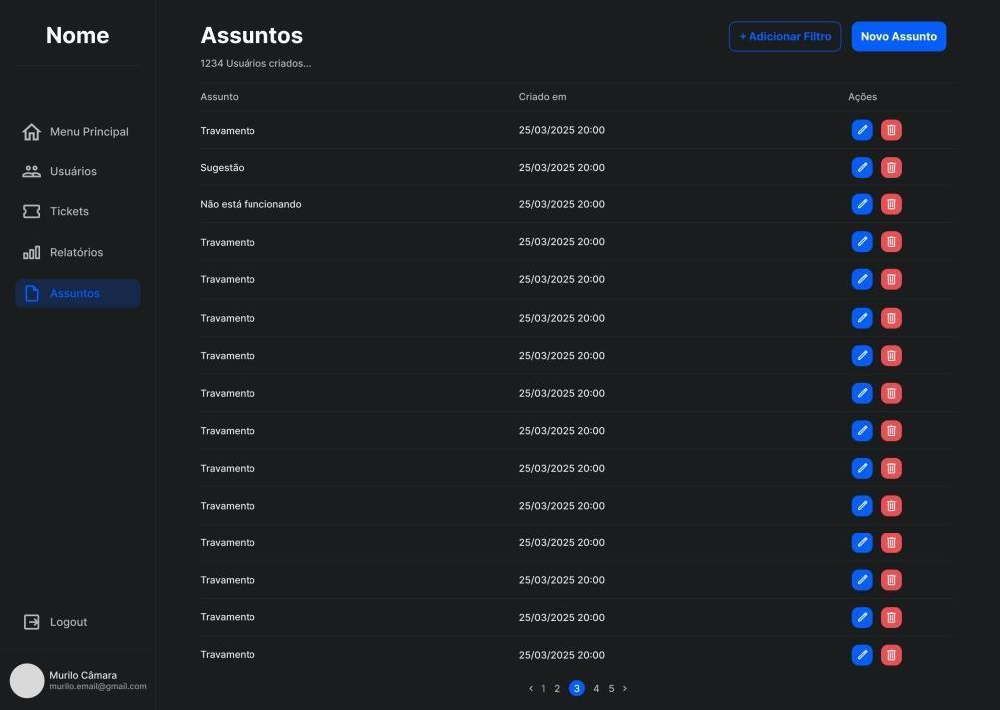 Nome
Menu Principal
Usuários
Tickets
Relatórios
Assuntos
Logout
Murilo Câmara
murilo.email@gmail.com
Assuntos
1234 Usuários criados...
+ Adicionar Filtro
Novo Assunto
Assunto Criado em Ações
Travamento 25/03/2025 20:00
Sugestão 25/03/2025 20:00
Não está funcionando 25/03/2025 20:00
Travamento 25/03/2025 20:00
Travamento 25/03/2025 20:00
Travamento 25/03/2025 20:00
Travamento 25/03/2025 20:00
Travamento 25/03/2025 20:00
Travamento 25/03/2025 20:00
Travamento 25/03/2025 20:00
Travamento 25/03/2025 20:00
Travamento 25/03/2025 20:00
Travamento 25/03/2025 20:00
Travamento 25/03/2025 20:00
Travamento 25/03/2025 20:00
‹ 1 2 3 4 5 ›